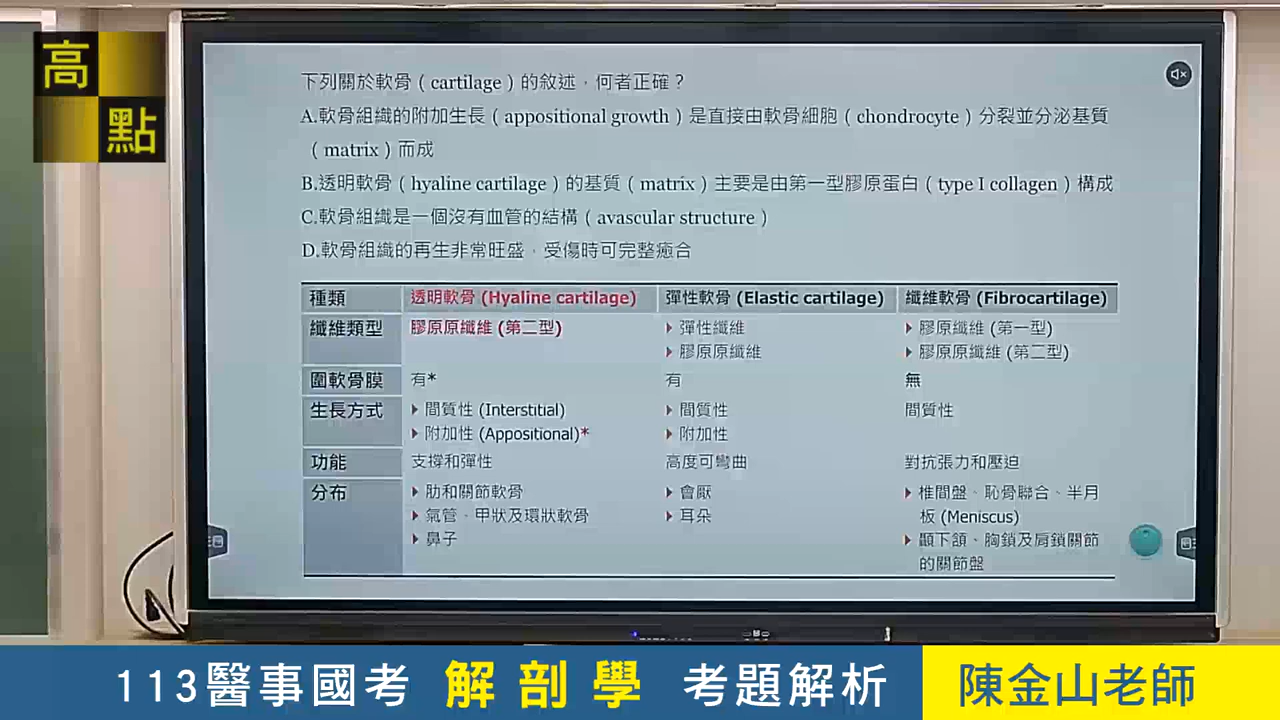 高
點
下列關於軟骨（cartilage）的敘述，何者正確？
A.軟骨組織的附加生長（appositional growth）是直接由軟骨細胞（chondrocyte）分裂並分泌基質
（matrix）而成
B.透明軟骨（hyaline cartilage）的基質（matrix）主要是由第一型膠原蛋白（type I collagen）構成
C.軟骨組織是一個沒有血管的結構（avascular structure）
D.軟骨組織的再生非常旺盛，受傷時可完整癒合
種類 透明軟骨 (Hyaline cartilage) 彈性軟骨 (Elastic cartilage) 纖維軟骨 (Fibrocartilage)
纖維類型 膠原原纖維 (第二型) 彈性纖維 膠原纖維 (第一型)
膠原原纖維 膠原原纖維 (第二型)
圍軟骨膜 有* 有 無
生長方式 間質性 (Interstitial) 間質性 間質性
附加性 (Appositional)* 附加性
功能 支撐和彈性 高度可彎曲 對抗張力和壓迫
分布 肋和關節軟骨 會厭 椎間盤、恥骨聯合、半月
氣管、甲狀及環狀軟骨 耳朵 板 (Meniscus)
鼻子 顳下頷、胸鎖及肩鎖關節
的關節盤
113醫事國考 解剖學 考題解析 陳金山老師